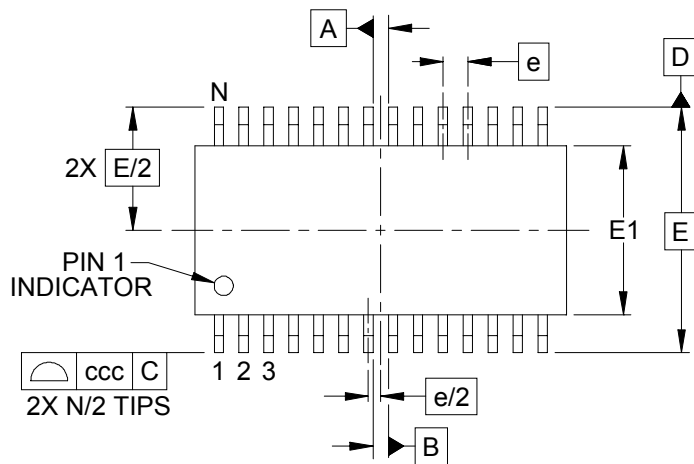 A
e
D
N
2X E/2
E1
E
PIN 1
INDICATOR
ccc C
1 2 3
2X N/2 TIPS
e/2
B